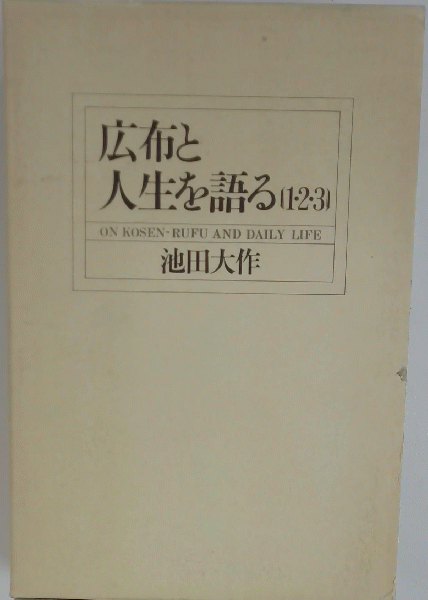 広布と
人生を語る(1・2・3)
ON KOSEN-RUFU AND DAILY LIFE
池田大作